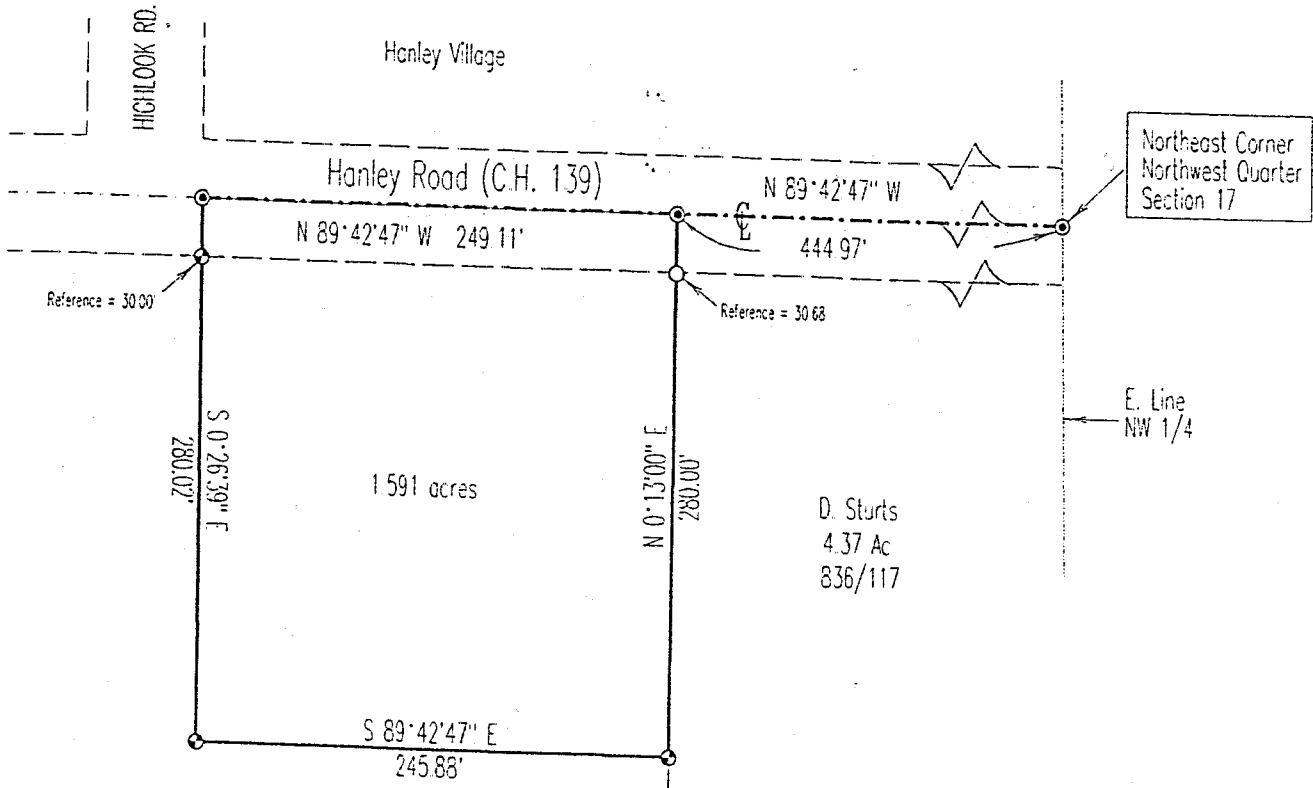 HIGHLOOK RD.
Hanley Village
Northeast Corner
Northwest Quarter
Section 17
Hanley Road (C.H. 139)
N 89°42'47" W
N 89°42'47" W 249.11'
℄
444.97'
Reference = 30.00'
Reference = 30.68
E. Line
NW 1/4
S 0°26'39" E
280.02'
1.591 acres
N 0°13'00" E
280.00'
D. Sturts
4.37 Ac
836/117
S 89°42'47" E
245.88'